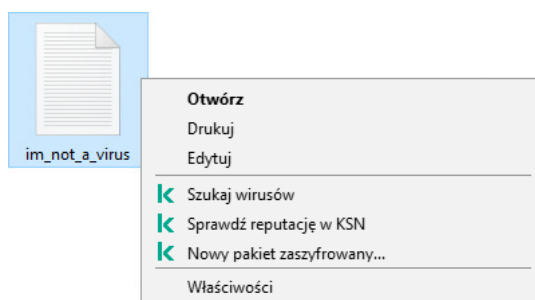 im_not_a_virus
Otwórz
Drukuj
Edytuj
Szukaj wirusów
Sprawdź reputację w KSN
Nowy pakiet zaszyfrowany...
Właściwości